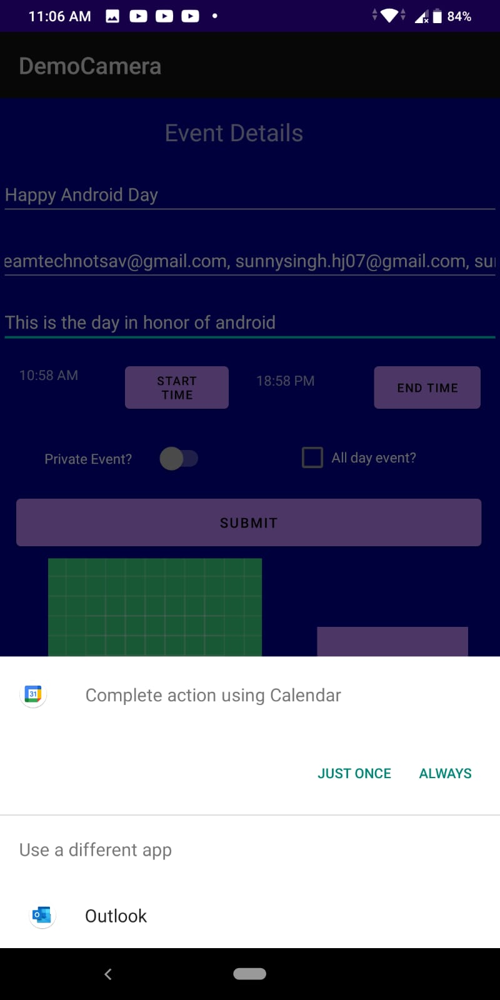 11:06 AM
84%
DemoCamera
Event Details
Happy Android Day
eamtechnotsav@gmail.com, sunnysingh.hj07@gmail.com, su
This is the day in honor of android
10:58 AM
START
TIME
18:58 PM
END TIME
Private Event?
All day event?
SUBMIT
31
Complete action using Calendar
JUST ONCE
ALWAYS
Use a different app
Outlook